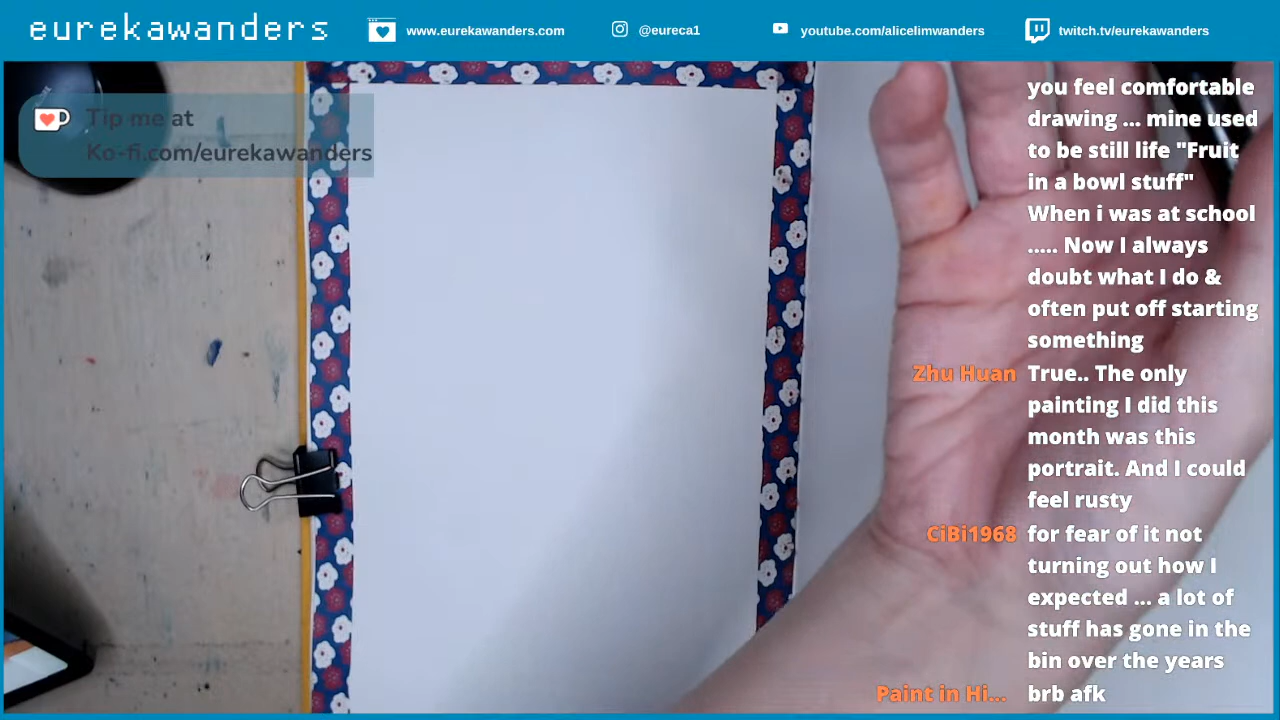 eurekawanders
www.eurekawanders.com
@eureca1
youtube.com/alicelimwanders
twitch.tv/eurekawanders
Tip me at
Ko-fi.com/eurekawanders
you feel comfortable
drawing ... mine used
to be still life "Fruit
in a bowl stuff"
When i was at school
..... Now I always
doubt what I do &
often put off starting
something
Zhu Huan True.. The only
painting I did this
month was this
portrait. And I could
feel rusty
CiBi1968 for fear of it not
turning out how I
expected ... a lot of
stuff has gone in the
bin over the years
Paint in Hi... brb afk